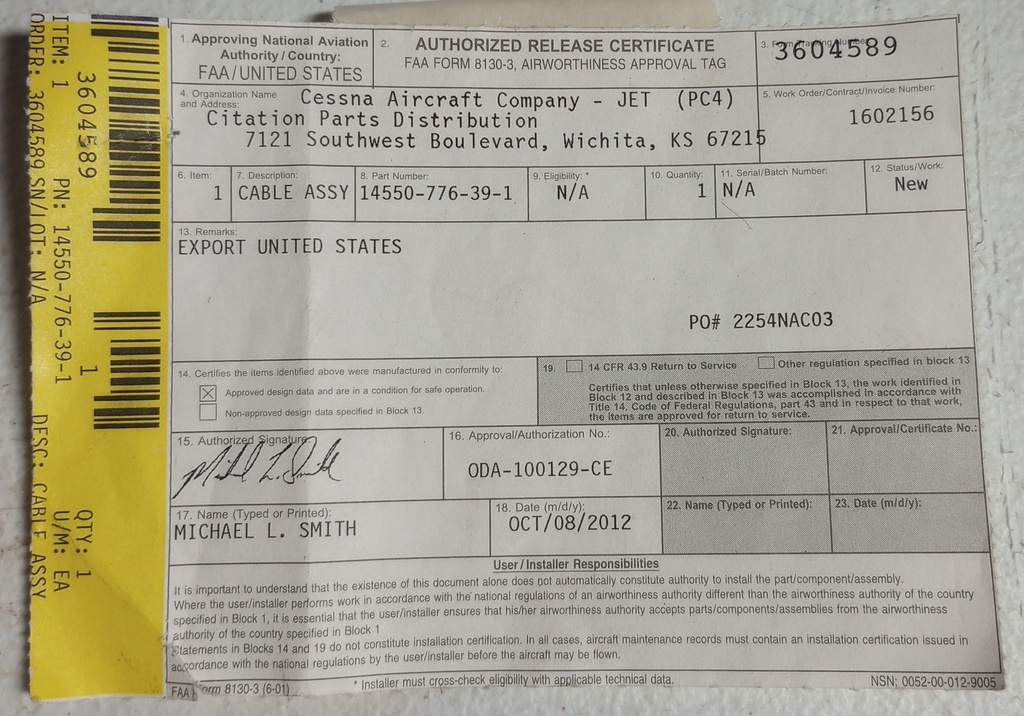 ITEM: 1 PN: 14550-776-39-1 QTY: 1 U/M: EA
ORDER: 3604589 SN/LOT: N/A DESC: CABLE ASSY
3604589
1
1. Approving National Aviation Authority / Country:
FAA/UNITED STATES
2. AUTHORIZED RELEASE CERTIFICATE
FAA FORM 8130-3, AIRWORTHINESS APPROVAL TAG
3.
3604589
4. Organization Name and Address:
Cessna Aircraft Company - JET (PC4)
Citation Parts Distribution
7121 Southwest Boulevard, Wichita, KS 67215
5. Work Order/Contract/Invoice Number:
1602156
6. Item:
1
7. Description:
CABLE ASSY
8. Part Number:
14550-776-39-1
9. Eligibility: *
N/A
10. Quantity:
1
11. Serial/Batch Number:
N/A
12. Status/Work:
New
13. Remarks:
EXPORT UNITED STATES
PO# 2254NAC03
14. Certifies the items identified above were manufactured in conformity to:
Approved design data and are in a condition for safe operation.
Non-approved design data specified in Block 13.
19. 14 CFR 43.9 Return to Service Other regulation specified in block 13
Certifies that unless otherwise specified in Block 13, the work identified in
Block 12 and described in Block 13 was accomplished in accordance with
Title 14, Code of Federal Regulations, part 43 and in respect to that work,
the items are approved for return to service.
15. Authorized Signature:
16. Approval/Authorization No.:
ODA-100129-CE
20. Authorized Signature:
21. Approval/Certificate No.:
17. Name (Typed or Printed):
MICHAEL L. SMITH
18. Date (m/d/y):
OCT/08/2012
22. Name (Typed or Printed):
23. Date (m/d/y):
User/Installer Responsibilities
It is important to understand that the existence of this document alone does not automatically constitute authority to install the part/component/assembly.
Where the user/installer performs work in accordance with the national regulations of an airworthiness authority different than the airworthiness authority of the country
specified in Block 1, it is essential that the user/installer ensures that his/her airworthiness authority accepts parts/components/assemblies from the airworthiness
authority of the country specified in Block 1
Statements in Blocks 14 and 19 do not constitute installation certification. In all cases, aircraft maintenance records must contain an installation certification issued in
accordance with the national regulations by the user/installer before the aircraft may be flown.
FAA Form 8130-3 (6-01)
* Installer must cross-check eligibility with applicable technical data.
NSN: 0052-00-012-9005